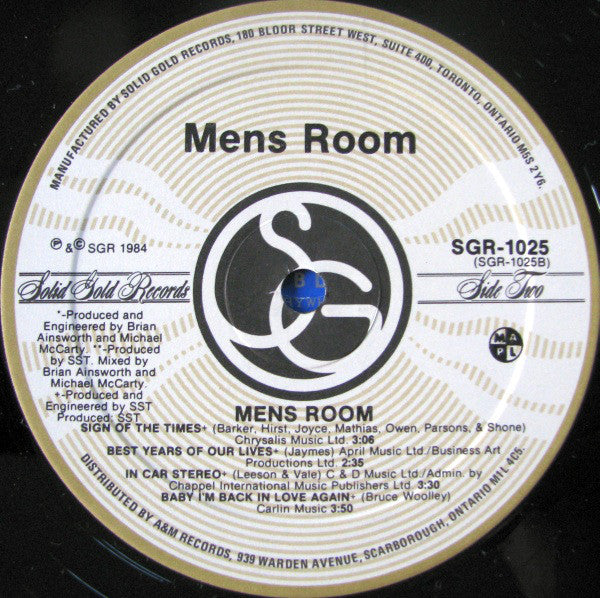 MANUFACTURED BY SOLID GOLD RECORDS, 180 BLOOR STREET WEST, SUITE 400, TORONTO, ONTARIO M5S 2Y6.
Mens Room
℗ & © SGR 1984
SGR-1025
(SGR-1025B)
Solid Gold Records
Side Two
*-Produced and
Engineered by Brian
Ainsworth and Michael
McCarty. **-Produced
by SST. Mixed by
Brian Ainsworth and
Michael McCarty.
+-Produced and
Engineered by SST
Produced: SST.
SG
M A P L
MENS ROOM
SIGN OF THE TIMES+ (Barker, Hirst, Joyce, Mathias, Owen, Parsons, & Shone)
Chrysalis Music Ltd. 3:06
BEST YEARS OF OUR LIVES+ (Jaymes) April Music Ltd./Business Art
Productions Ltd. 2:35
IN CAR STEREO+ (Leeson & Vale) C & D Music Ltd./Admin. by
Chappel International Music Publishers Ltd. 3:30
BABY I'M BACK IN LOVE AGAIN+ (Bruce Woolley)
Carlin Music 3:50
DISTRIBUTED BY A&M RECORDS, 939 WARDEN AVENUE, SCARBOROUGH, ONTARIO M1L 4C5.